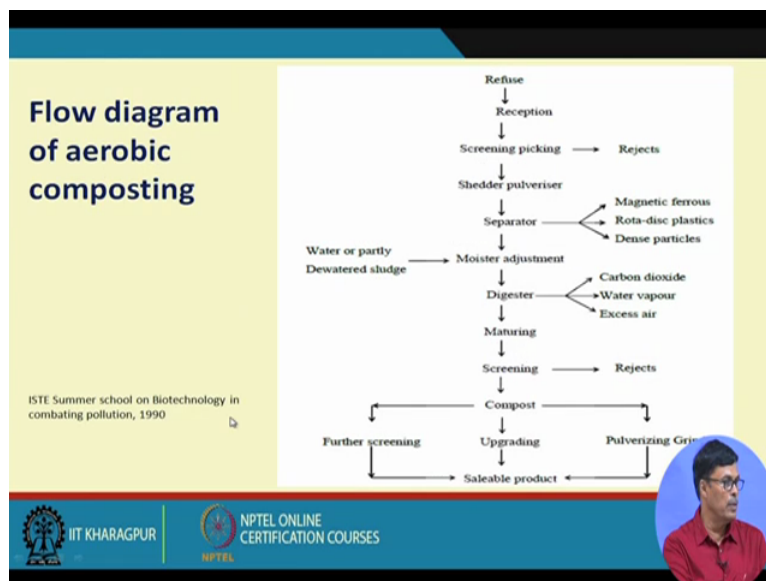 Flow diagram
of aerobic
composting
Refuse
Reception
Screening picking
Rejects
Shedder pulveriser
Separator
Magnetic ferrous
Rota-disc plastics
Dense particles
Water or partly
Dewatered sludge
Moister adjustment
Digester
Carbon dioxide
Water vapour
Excess air
Maturing
Screening
Rejects
Compost
Further screening
Upgrading
Pulverizing
Saleable product
ISTE Summer school on Biotechnology in
combating pollution, 1990
IIT KHARAGPUR
NPTEL
NPTEL ONLINE
CERTIFICATION COURSES